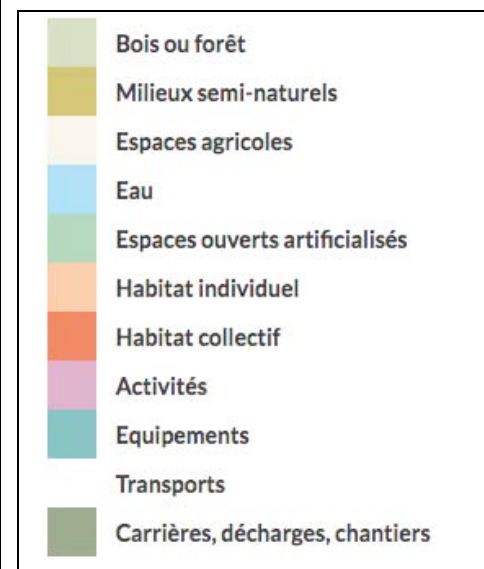 Bois ou forêt
Milieux semi-naturels
Espaces agricoles
Eau
Espaces ouverts artificialisés
Habitat individuel
Habitat collectif
Activités
Equipements
Transports
Carrières, décharges, chantiers